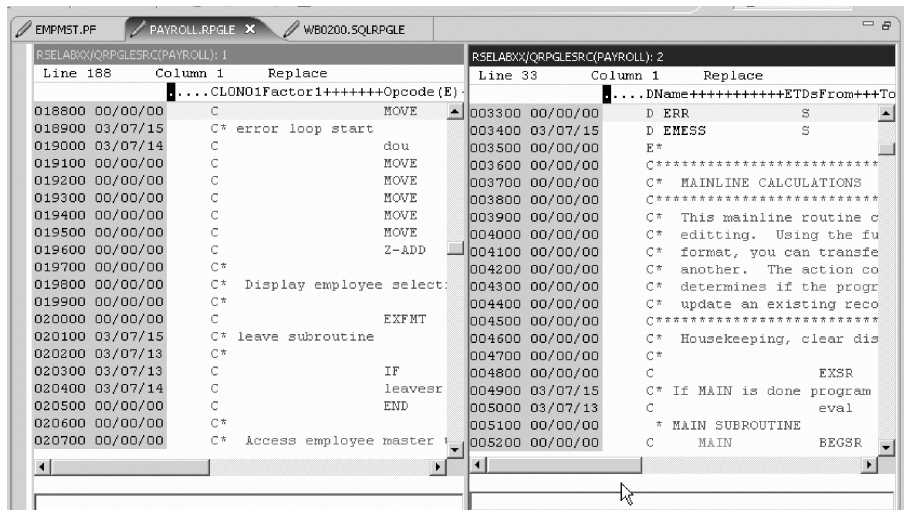 EMPMST.PF
PAYROLL.RPGLE
WB0200.SQLRPGLE
RSELABXX/QRPGLESRC(PAYROLL): 1
Line 188 Column 1 Replace
.....CL0N01Factor1+++++++Opcode(E)
018800 00/00/00 C MOVE
018900 03/07/15 C* error loop start
019000 03/07/14 C dou
019100 00/00/00 C MOVE
019200 00/00/00 C MOVE
019300 00/00/00 C MOVE
019400 00/00/00 C MOVE
019500 00/00/00 C MOVE
019600 00/00/00 C Z-ADD
019700 00/00/00 C*
019800 00/00/00 C* Display employee select
019900 00/00/00 C*
020000 00/00/00 C EXFMT
020100 03/07/15 C* leave subroutine
020200 03/07/13 C*
020300 03/07/13 C IF
020400 03/07/14 C leavesr
020500 00/00/00 C END
020600 00/00/00 C*
020700 00/00/00 C* Access employee master
RSELABXX/QRPGLESRC(PAYROLL): 2
Line 33 Column 1 Replace
.....DName+++++++++++ETDsFrom+++To
003300 00/00/00 D ERR S
003400 03/07/15 D EMESS S
003500 00/00/00 E*
003600 00/00/00 C**************************
003700 00/00/00 C* MAINLINE CALCULATIONS
003800 00/00/00 C**************************
003900 00/00/00 C* This mainline routine c
004000 00/00/00 C* editting. Using the fu
004100 00/00/00 C* format, you can transfe
004200 00/00/00 C* another. The action co
004300 00/00/00 C* determines if the progr
004400 00/00/00 C* update an existing reco
004500 00/00/00 C**************************
004600 00/00/00 C* Housekeeping, clear dis
004700 00/00/00 C*
004800 00/00/00 C EXSR
004900 03/07/15 C* If MAIN is done program
005000 03/07/13 C eval
005100 00/00/00 * MAIN SUBROUTINE
005200 00/00/00 C MAIN BEGSR